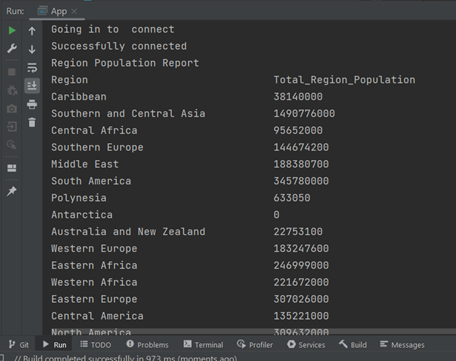 Run: App
Going in to  connect
Successfully connected
Region Population Report
Region Total_Region_Population
Caribbean 38140000
Southern and Central Asia 1490776000
Central Africa 95652000
Southern Europe 144674200
Middle East 188380700
South America 345780000
Polynesia 633050
Antarctica 0
Australia and New Zealand 22753100
Western Europe 183247600
Eastern Africa 246999000
Western Africa 221672000
Eastern Europe 307026000
Central America 135221000
North America 309632000
Git Run TODO Problems Terminal Profiler Services Build Messages
// Build completed successfully in 973 ms (moments ago)